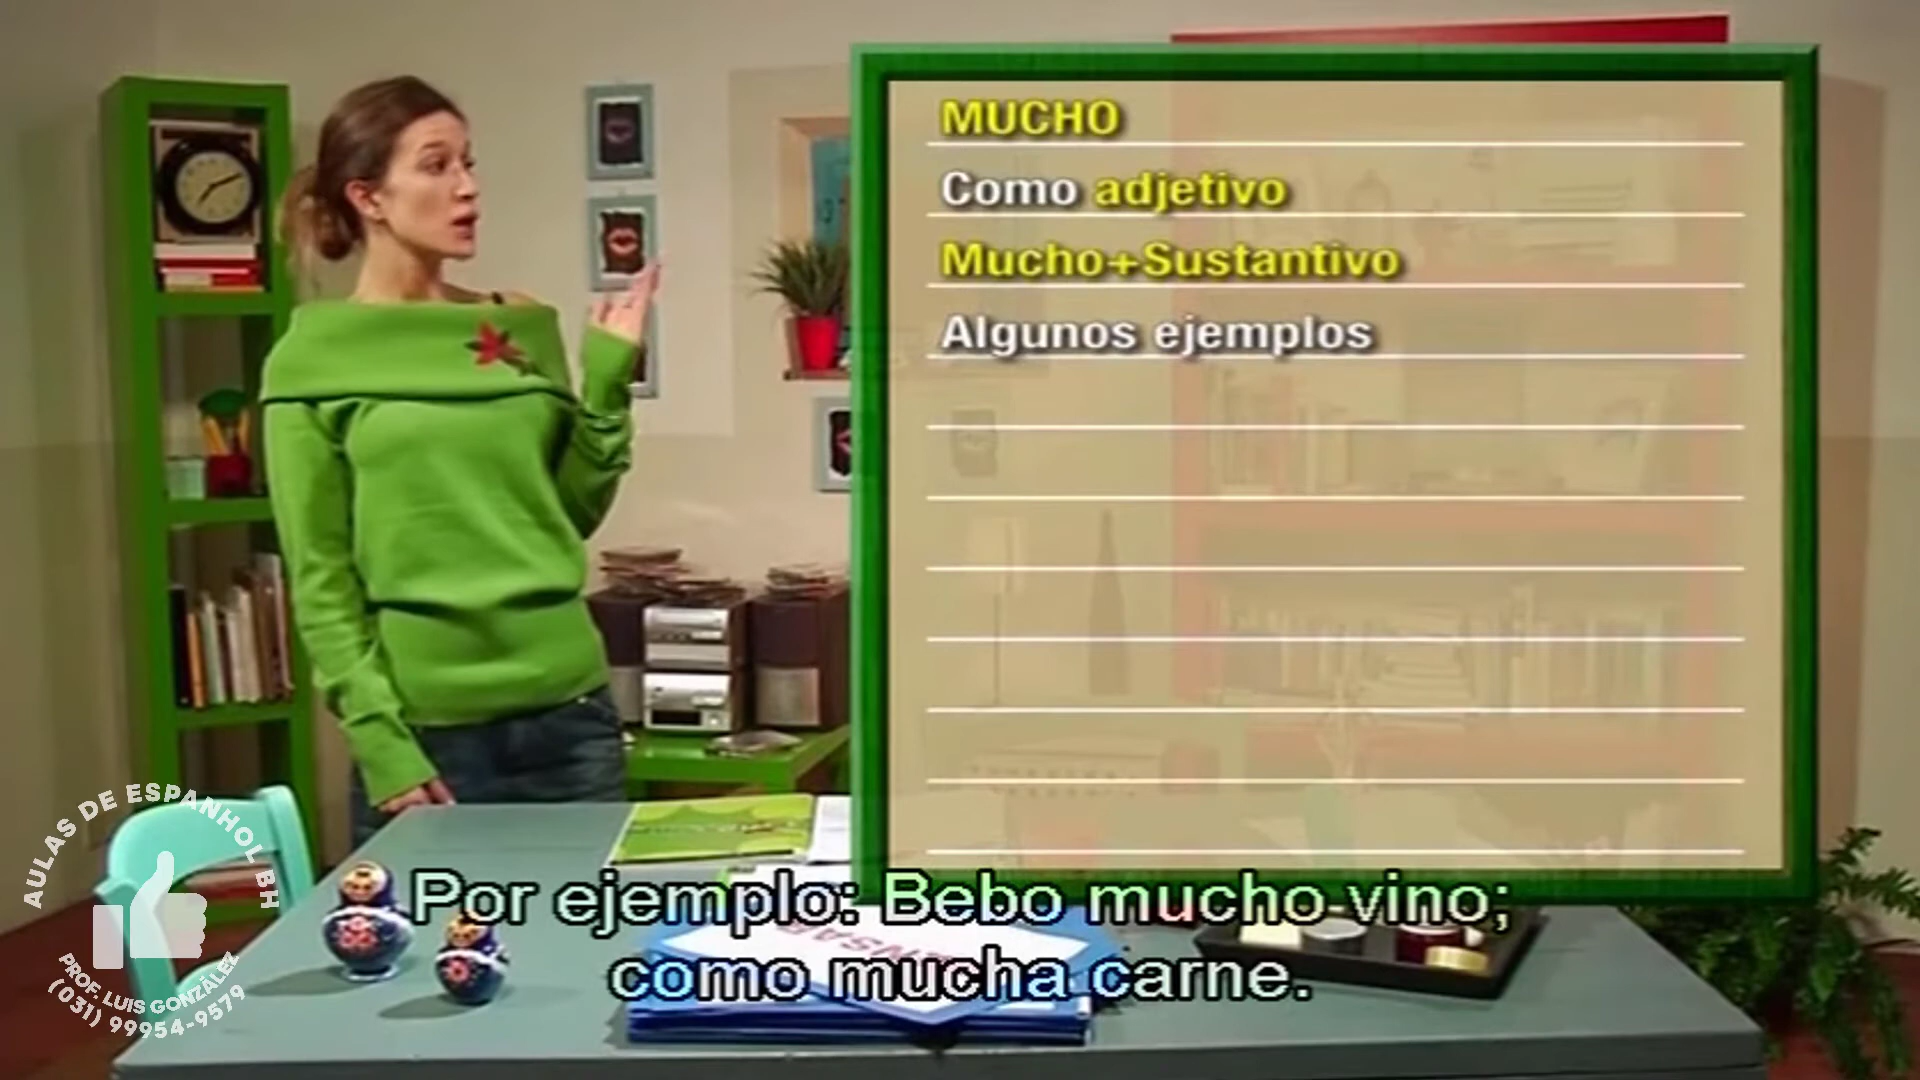 MUCHO
Como adjetivo
Mucho+Sustantivo
Algunos ejemplos
Por ejemplo: Bebo mucho vino;
como mucha carne.
AULAS DE ESPANHOL BH
PROF. LUIS GONZÁLEZ
(031) 99954-9579